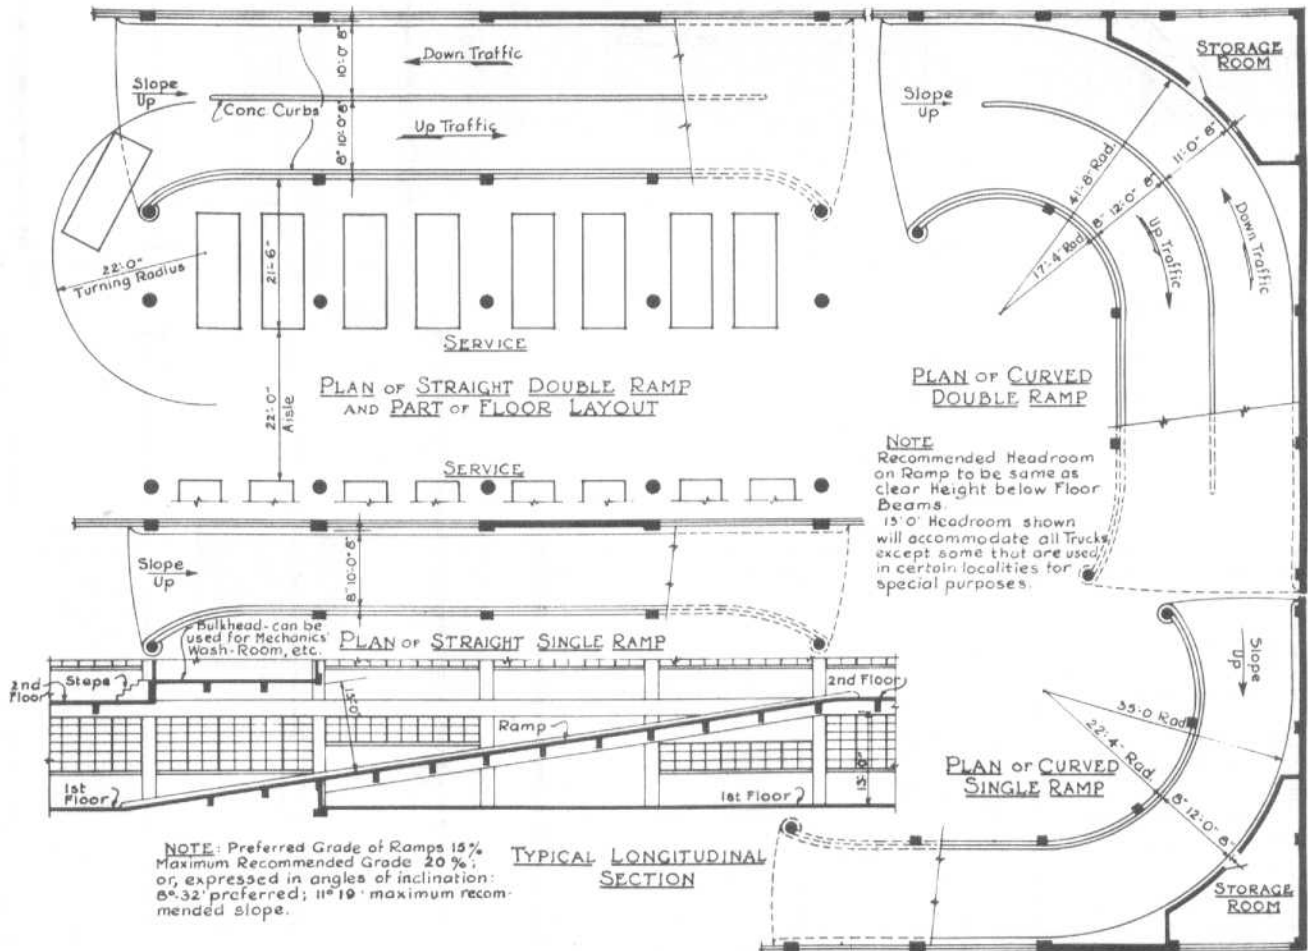 Slope
Up
Conc. Curbs
Down Traffic
Up Traffic
10'-0" 8"
8" 10'-0" 8"
22'-0"
Turning Radius
21'-6"
22'-0"
Aisle
SERVICE
PLAN OF STRAIGHT DOUBLE RAMP
AND PART OF FLOOR LAYOUT
SERVICE
STORAGE
ROOM
Slope
Up
41'-8" Rad.
11'-0" 8"
8" 12'-0" 8"
17'-4" Rad.
Up Traffic
Down Traffic
PLAN OF CURVED
DOUBLE RAMP
NOTE
Recommended Headroom
on Ramp to be same as
clear Height below Floor
Beams.
13'0" Headroom shown
will accommodate all Trucks
except some that are used
in certain localities for
special purposes.
Slope
Up
8" 10'-0" 8"
Bulkhead-can be
used for Mechanics'
Wash-Room, etc.
PLAN OF STRAIGHT SINGLE RAMP
2nd
Floor
Steps
Ramp
2nd Floor
1st
Floor
1st Floor
13'-0"
NOTE: Preferred Grade of Ramps 15%
Maximum Recommended Grade 20%;
or, expressed in angles of inclination:
8°-32' preferred; 11°19' maximum recom-
mended slope.
TYPICAL LONGITUDINAL
SECTION
Slope
Up
35'-0 Rad
22'-4" Rad.
8" 12'-0" 8"
PLAN OF CURVED
SINGLE RAMP
STORAGE
ROOM